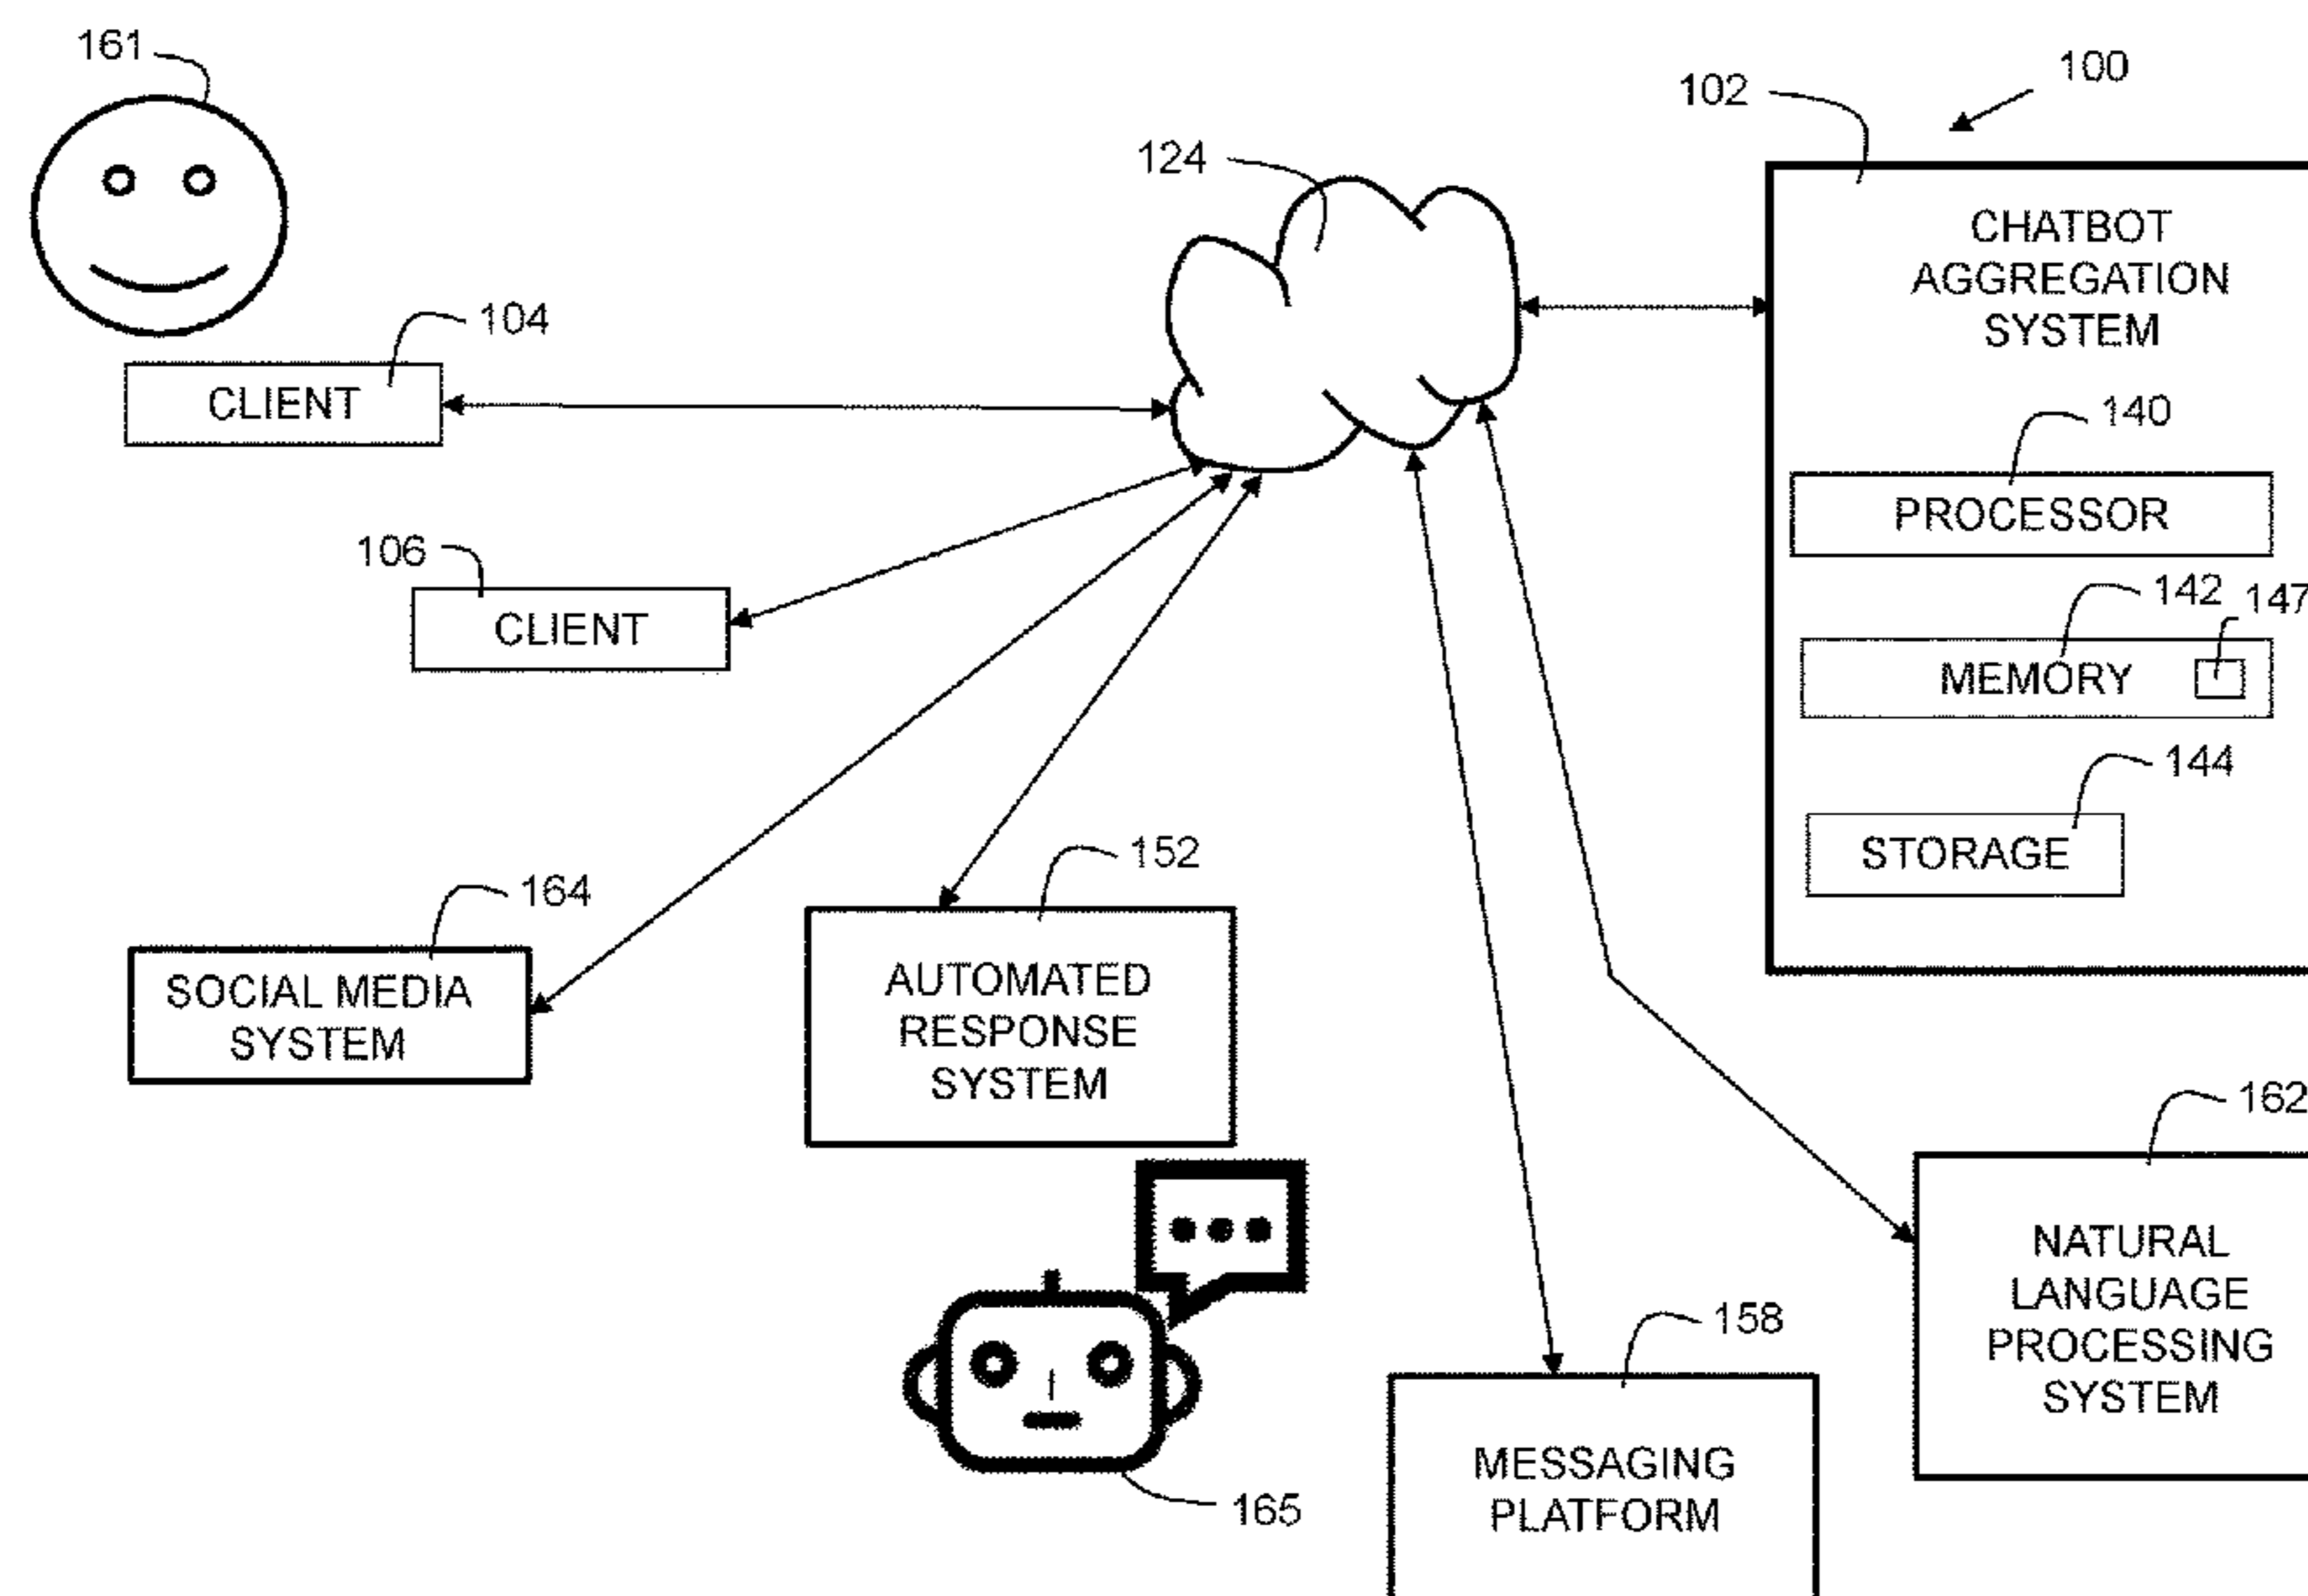 161
100
102
124
CHATBOT
AGGREGATION
SYSTEM
104
CLIENT
140
PROCESSOR
106
CLIENT
142
147
MEMORY
144
STORAGE
152
164
AUTOMATED
RESPONSE
SYSTEM
SOCIAL MEDIA
SYSTEM
162
NATURAL
LANGUAGE
PROCESSING
SYSTEM
158
MESSAGING
PLATFORM
165